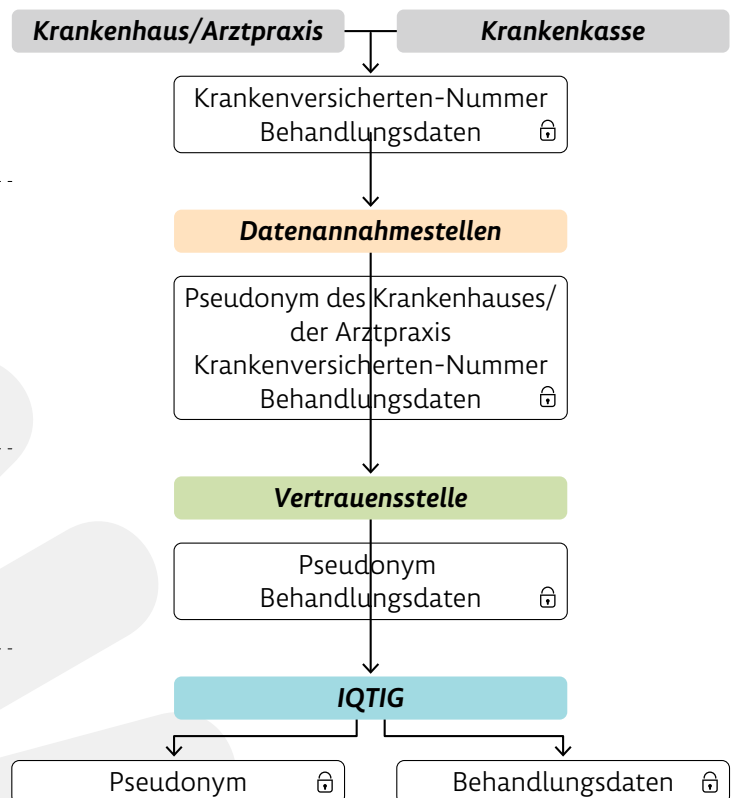 Krankenhaus/Arztpraxis
Krankenkasse
Krankenversicherten-Nummer
Behandlungsdaten
Datenannahmestellen
Pseudonym des Krankenhauses/
der Arztpraxis
Krankenversicherten-Nummer
Behandlungsdaten
Vertrauensstelle
Pseudonym
Behandlungsdaten
IQTIG
Pseudonym
Behandlungsdaten